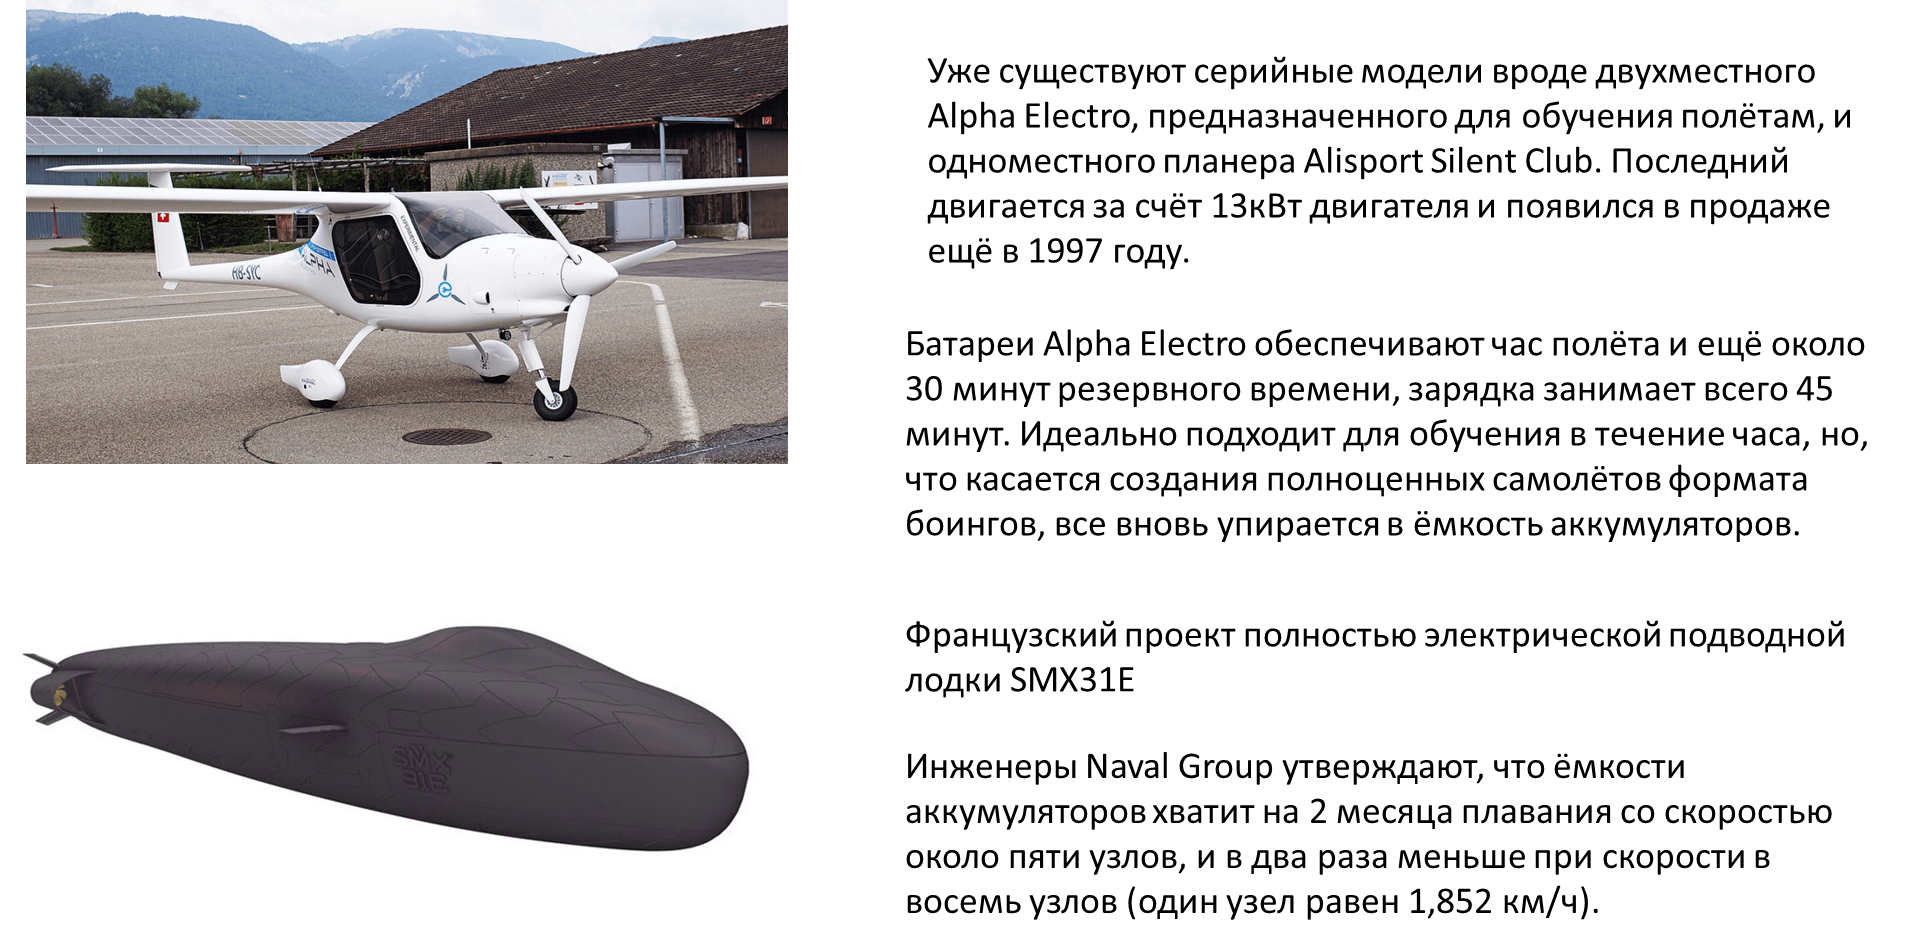 Уже существуют серийные модели вроде двухместного
Alpha Electro, предназначенного для обучения полётам, и
одноместного планера Alisport Silent Club. Последний
двигается за счёт 13кВт двигателя и появился в продаже
ещё в 1997 году.
EXPERIMENTAL
ALPHA
HB-SYC
e
Батареи Alpha Electro обеспечивают час полёта и ещё около
30 минут резервного времени, зарядка занимает всего 45
минут. Идеально подходит для обучения в течение часа, но,
что касается создания полноценных самолётов формата
боингов, все вновь упирается в ёмкость аккумуляторов.
Французский проект полностью электрической подводной
лодки SMX31E
SMX
31E
Инженеры Naval Group утверждают, что ёмкости
аккумуляторов хватит на 2 месяца плавания со скоростью
около пяти узлов, и в два раза меньше при скорости в
восемь узлов (один узел равен 1,852 км/ч).